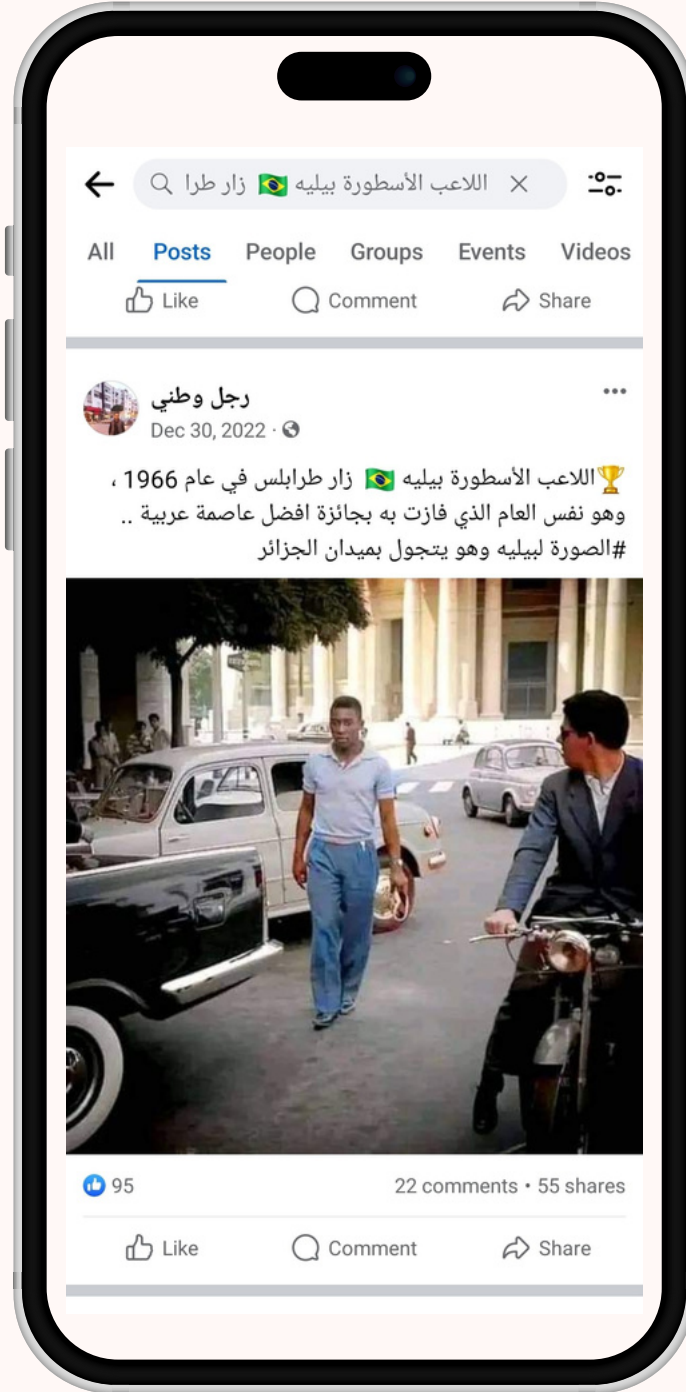 اللاعب الأسطورة بيليه 🇧🇷 زار طرا
All Posts People Groups Events Videos
Like Comment Share
رجل وطني
Dec 30, 2022 ·
🏆اللاعب الأسطورة بيليه 🇧🇷 زار طرابلس في عام 1966 ،
وهو نفس العام الذي فازت به بجائزة افضل عاصمة عربية ..
#الصورة لبيليه وهو يتجول بميدان الجزائر
95
22 comments • 55 shares
Like Comment Share